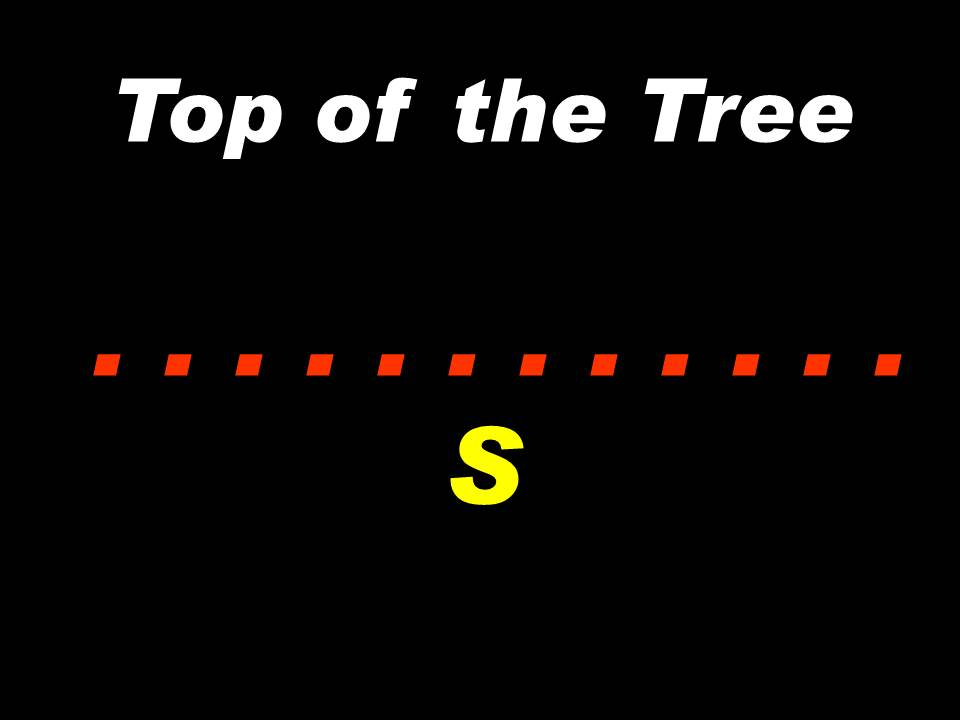 Top of the Tree
. . . . . . . . . . . .
S